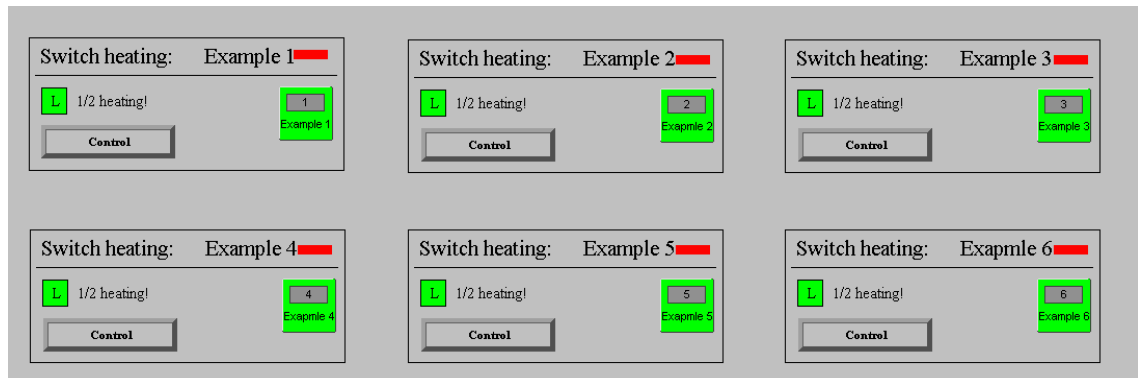 Switch heating: Example 1
L 1/2 heating! 1
Example 1
Control
Switch heating: Example 2
L 1/2 heating! 2
Exapmle 2
Control
Switch heating: Example 3
L 1/2 heating! 3
Example 3
Control
Switch heating: Example 4
L 1/2 heating! 4
Exapmle 4
Control
Switch heating: Example 5
L 1/2 heating! 5
Exapmle 5
Control
Switch heating: Exapmle 6
L 1/2 heating! 6
Example 6
Control